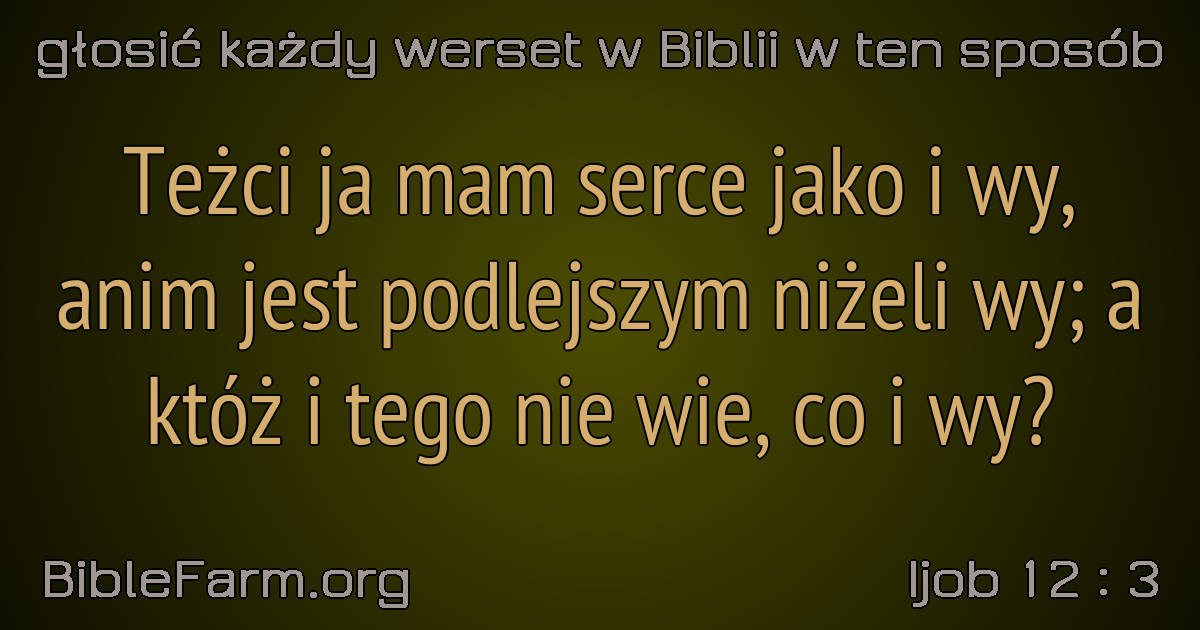 głosić każdy werset w Biblii w ten sposób
Teżci ja mam serce jako i wy,
anim jest podlejszym niżeli wy; a
któż i tego nie wie, co i wy?
BibleFarm.org
Ijob 12 : 3